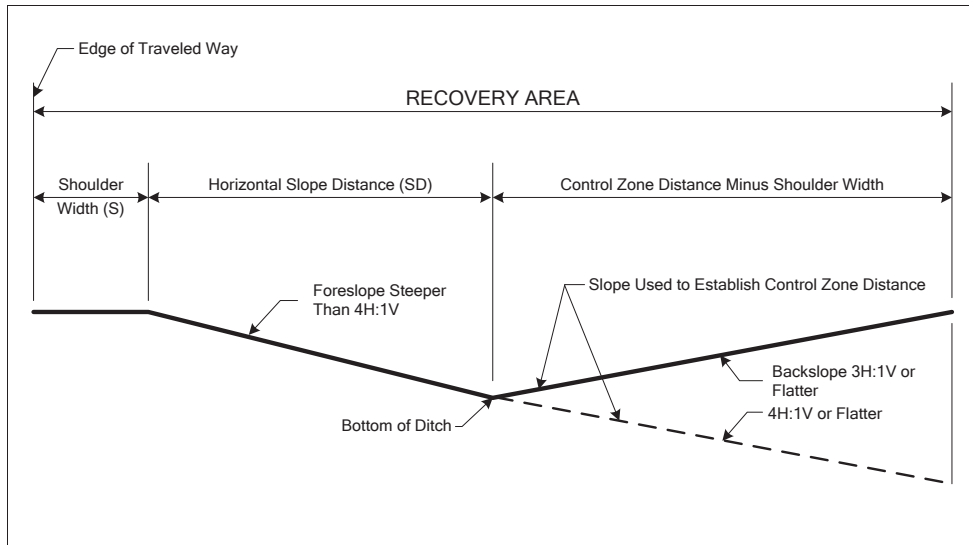 Edge of Traveled Way
RECOVERY AREA
Shoulder
Width (S)
Horizontal Slope Distance (SD)
Control Zone Distance Minus Shoulder Width
Foreslope Steeper
Than 4H:1V
Slope Used to Establish Control Zone Distance
Backslope 3H:1V or
Flatter
Bottom of Ditch
4H:1V or Flatter